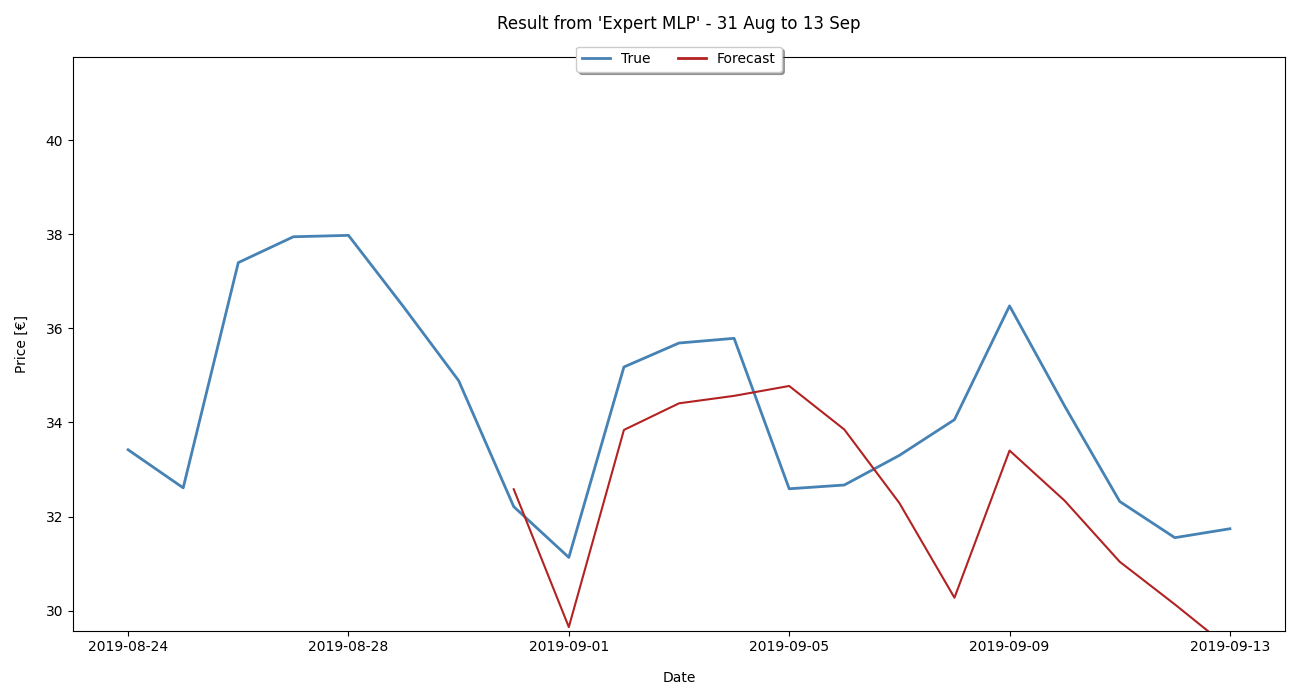 Result from 'Expert MLP' - 31 Aug to 13 Sep
True Forecast
40
38
36
34
32
30
Price [€]
2019-08-24 2019-08-28 2019-09-01 2019-09-05 2019-09-09 2019-09-13
Date